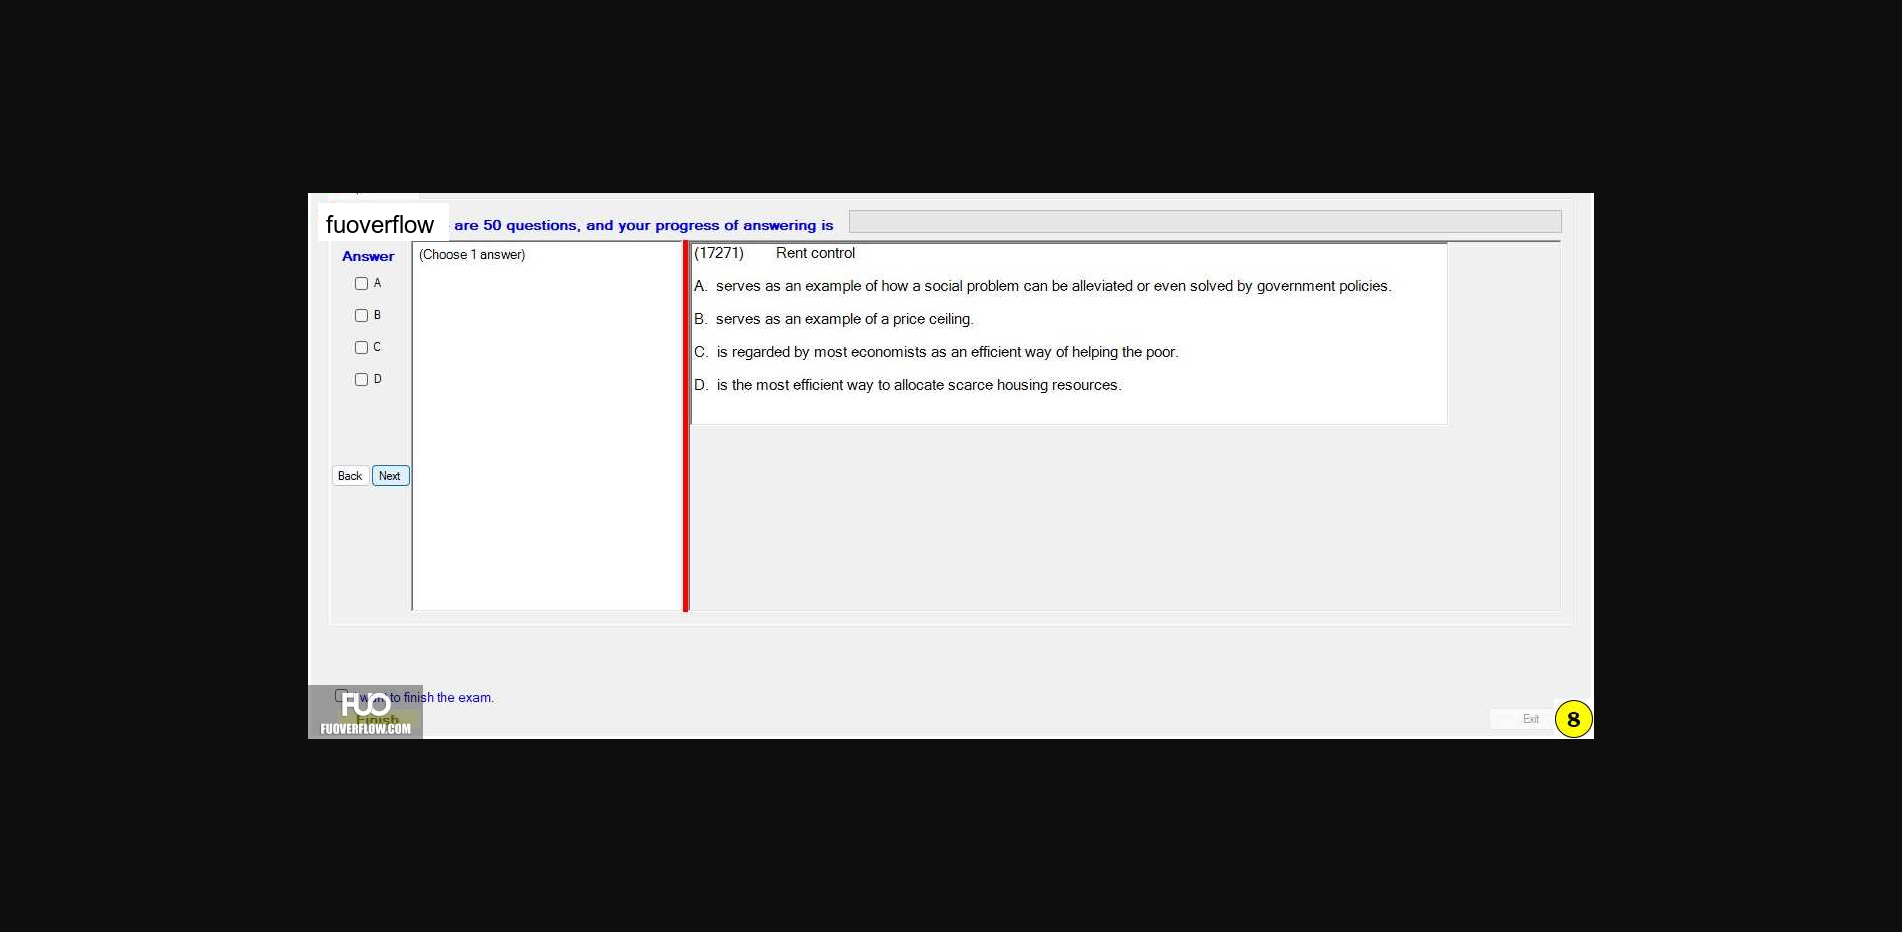 fuoverflow are 50 questions, and your progress of answering is
Answer
(Choose 1 answer)
A
B
C
D
Back Next
(17271) Rent control
A. serves as an example of how a social problem can be alleviated or even solved by government policies.
B. serves as an example of a price ceiling.
C. is regarded by most economists as an efficient way of helping the poor.
D. is the most efficient way to allocate scarce housing resources.
want to finish the exam.
FUO
Finish
FUOVERFLOW.COM
Exit
8